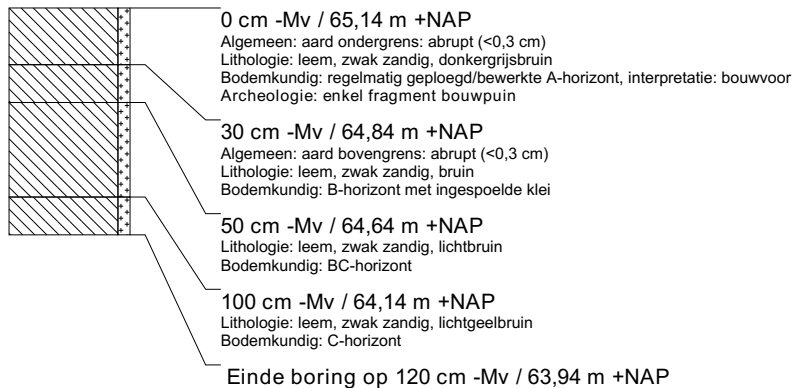 0 cm -Mv / 65,14 m +NAP
Algemeen: aard ondergrens: abrupt (<0,3 cm)
Lithologie: leem, zwak zandig, donkergrijsbruin
Bodemkundig: regelmatig geploegd/bewerkte A-horizont, interpretatie: bouwvoor
Archeologie: enkel fragment bouwpuin
30 cm -Mv / 64,84 m +NAP
Algemeen: aard bovengrens: abrupt (<0,3 cm)
Lithologie: leem, zwak zandig, bruin
Bodemkundig: B-horizont met ingespoelde klei
50 cm -Mv / 64,64 m +NAP
Lithologie: leem, zwak zandig, lichtbruin
Bodemkundig: BC-horizont
100 cm -Mv / 64,14 m +NAP
Lithologie: leem, zwak zandig, lichtgeelbruin
Bodemkundig: C-horizont
Einde boring op 120 cm -Mv / 63,94 m +NAP